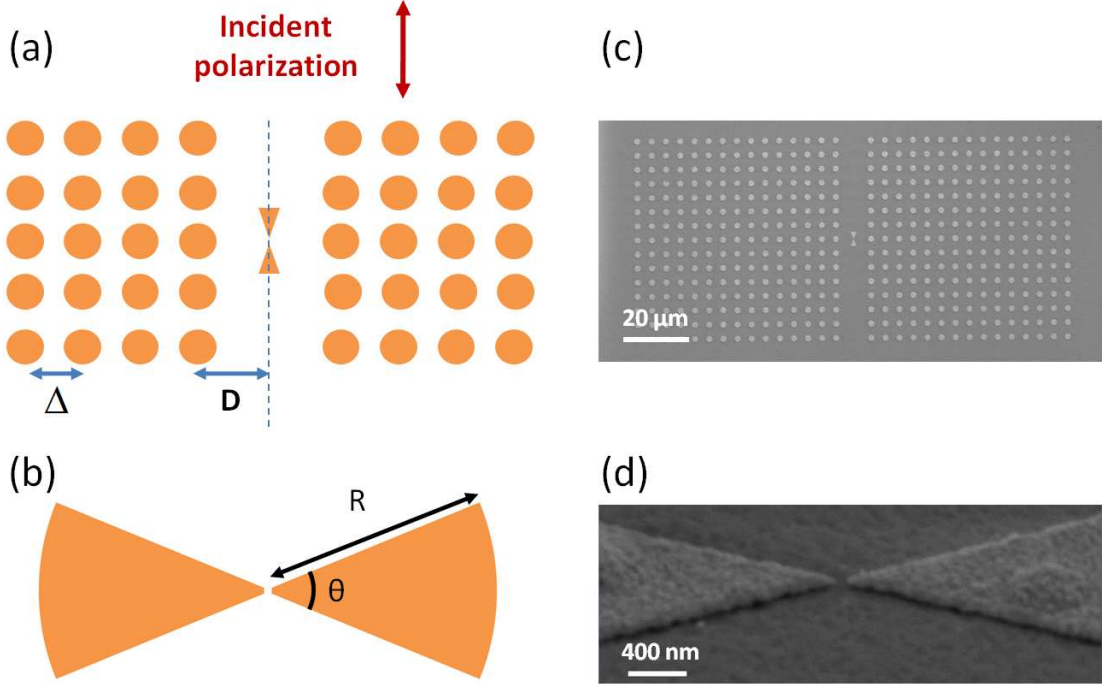 (a)
Incident
polarization
Δ
D
(b)
R
θ
(c)
20 μm
(d)
400 nm